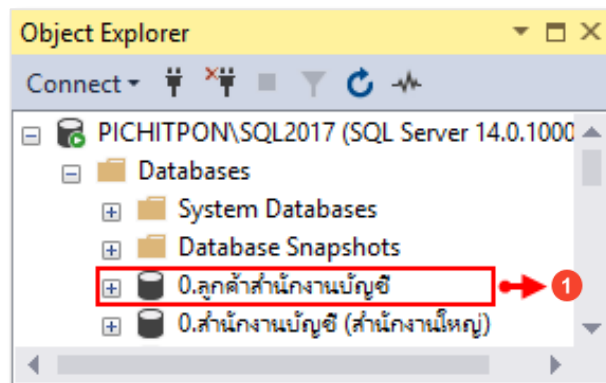 Object Explorer
Connect
PICHITPON\SQL2017 (SQL Server 14.0.1000
Databases
System Databases
Database Snapshots
0.ลูกค้าสำนักงานบัญชี
1
0.สำนักงานบัญชี (สำนักงานใหญ่)